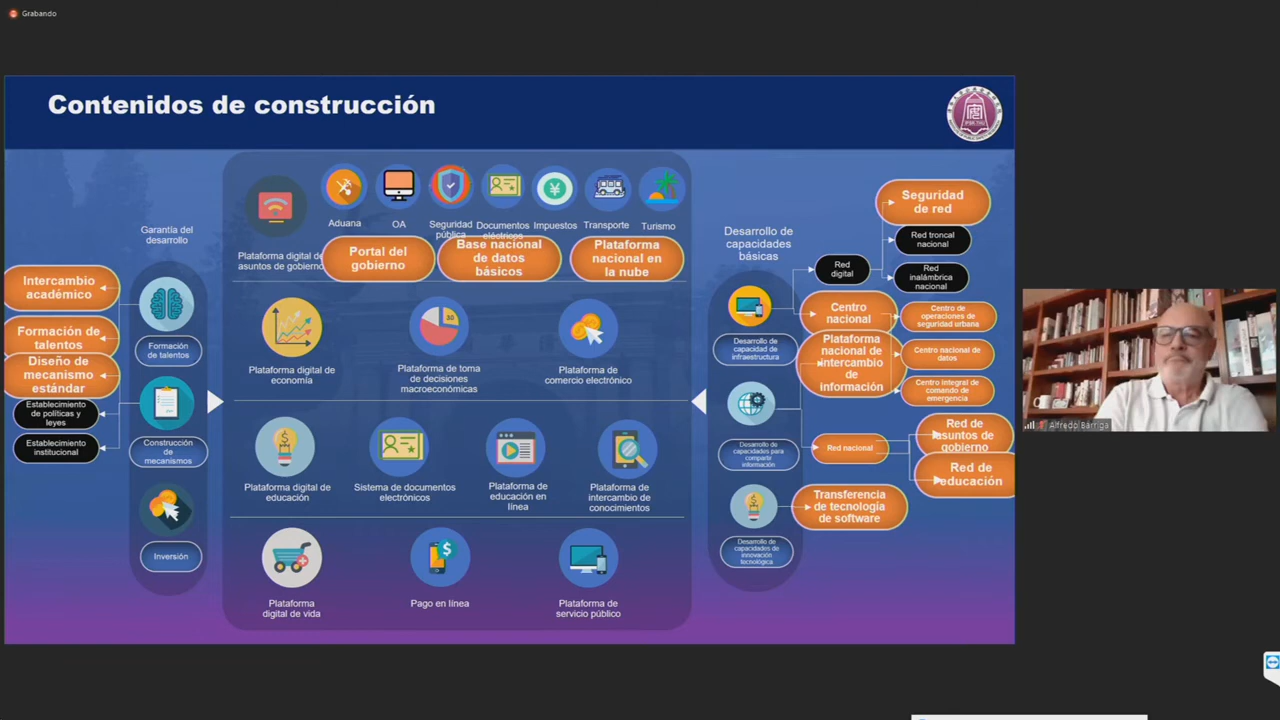 Grabando
Contenidos de construcción
Garantía del
desarrollo
Intercambio
académico
Formación de
talentos
Diseño de
mecanismo
estándar
Establecimiento
de políticas y
leyes
Establecimiento
institucional
Formación
de talentos
Construcción
de
mecanismos
Inversión
Plataforma digital de
asuntos de gobierno
Aduana
OA
Seguridad
pública
Documentos
eléctricos
Impuestos
Transporte
Turismo
Portal del
gobierno
Base nacional
de datos
básicos
Plataforma
nacional en
la nube
Plataforma digital de
economía
30
Plataforma de toma
de decisiones
macroeconómicas
Plataforma de
comercio electrónico
Plataforma digital de
educación
Sistema de documentos
electrónicos
Plataforma de
educación en
línea
Plataforma de
intercambio de
conocimientos
Plataforma
digital de vida
Pago en línea
Plataforma de
servicio público
Desarrollo de
capacidades
básicas
Desarrollo de
capacidad de
infraestructura
Desarrollo de
capacidades para
compartir
información
Desarrollo de
capacidades de
innovación
tecnológica
Red
digital
Centro
nacional
Plataforma
nacional de
intercambio
de
información
Red nacional
Transferencia
de tecnología
de software
Seguridad
de red
Red troncal
nacional
Red
inalámbrica
nacional
Centro de
operaciones de
seguridad urbana
Centro nacional de
datos
Centro integral de
comando de
emergencia
Red de
asuntos de
gobierno
Red de
educación
Alfredo Barriga